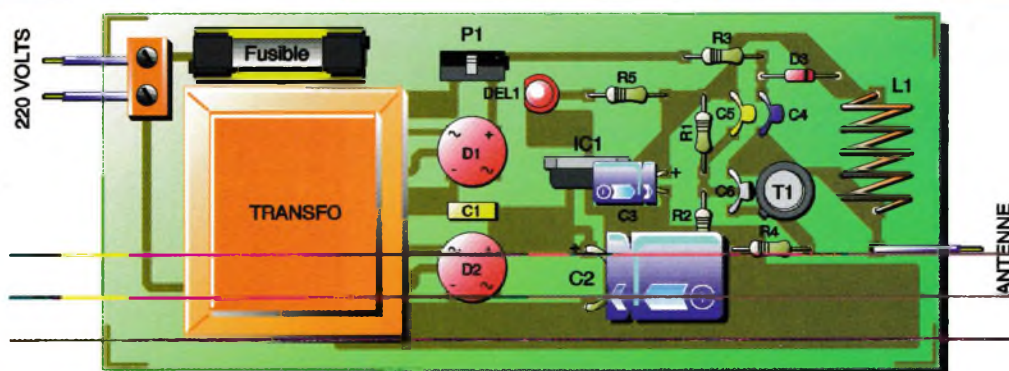 220 VOLTS
Fusible
P1
R3
D3
L1
DEL1
R5
C5
C4
R1
D1
IC1
TRANSFO
C1
C3
C6
T1
R2
R4
D2
C2
ANTENNE